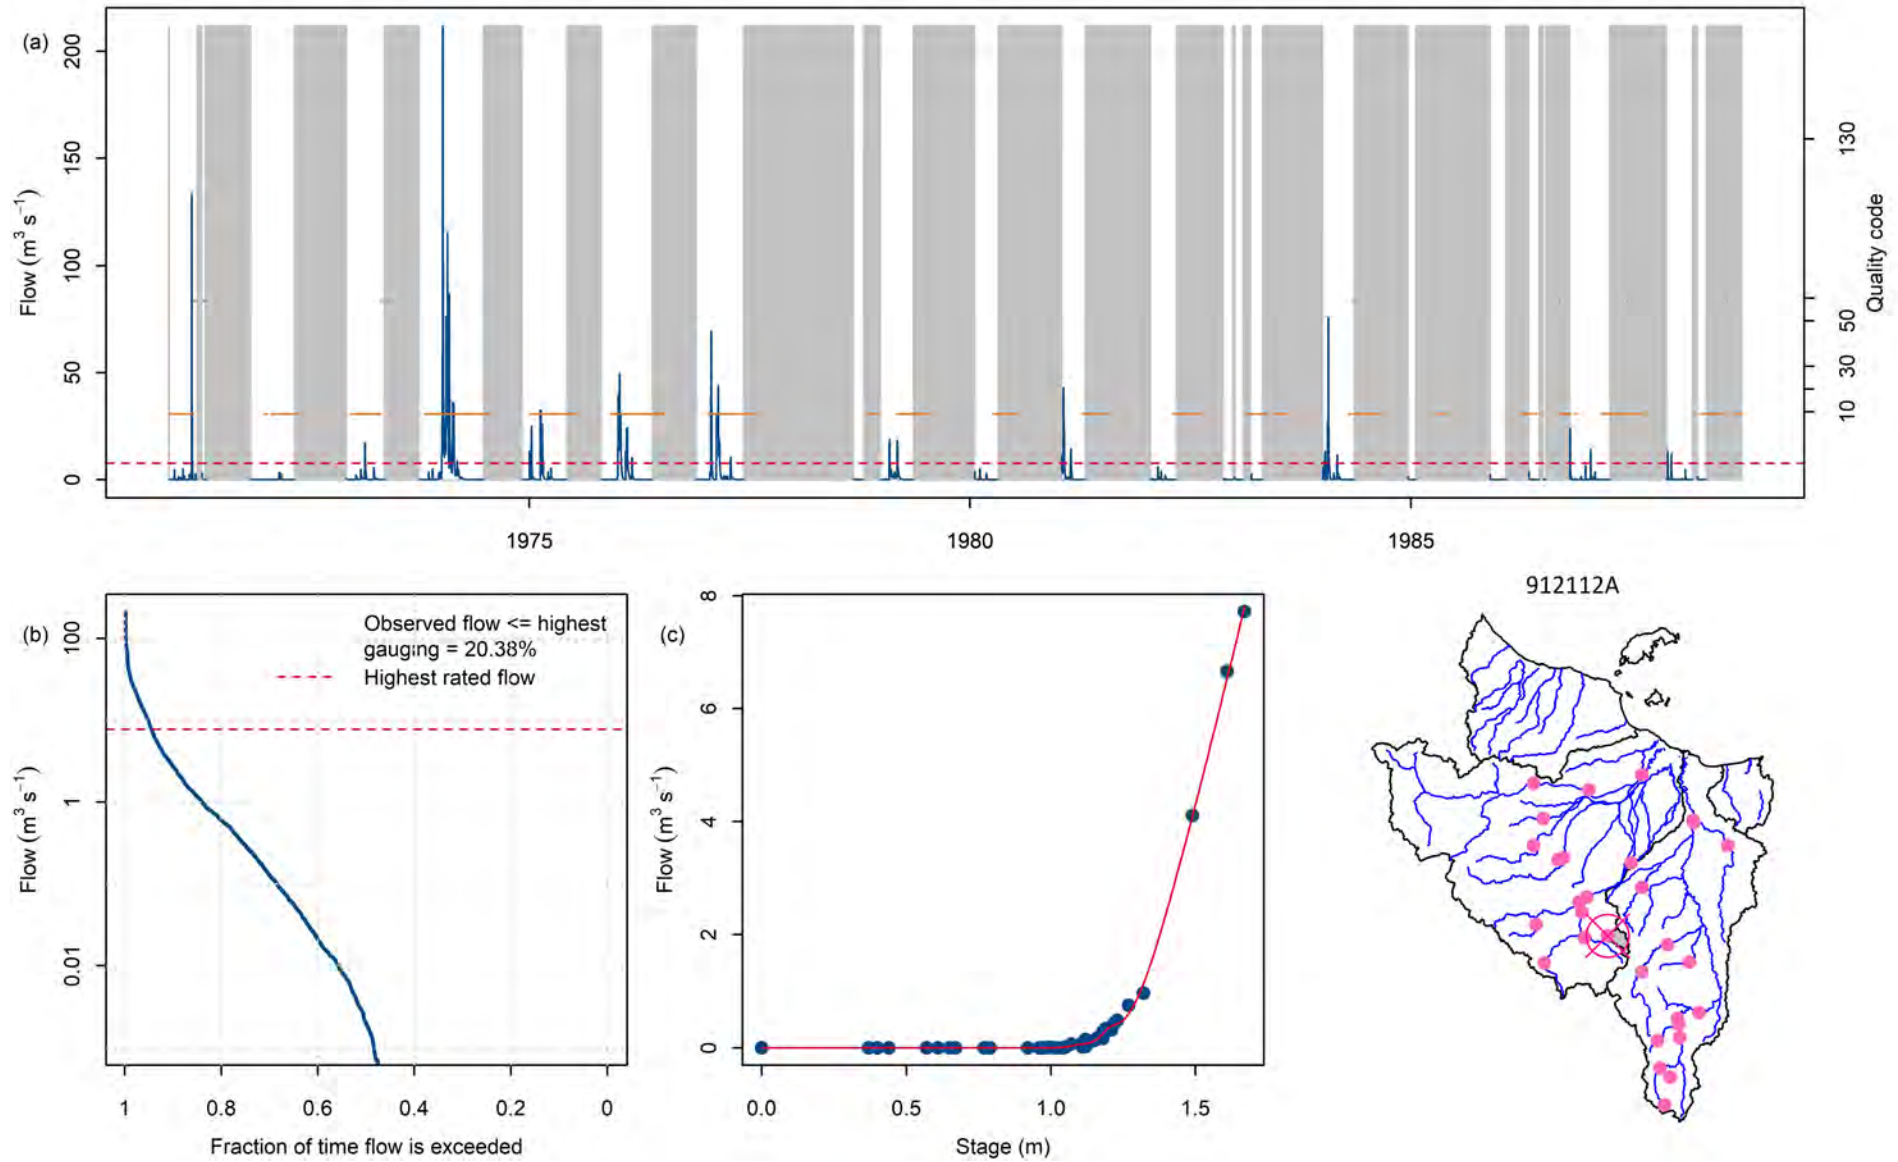 (a)
Flow (m³ s⁻¹)
200
150
100
50
0
130
50
30
10
Quality code
1975
1980
1985
(b)
Flow (m³ s⁻¹)
100
1
0.01
Observed flow <= highest
gauging = 20.38%
Highest rated flow
1
0.8
0.6
0.4
0.2
0
Fraction of time flow is exceeded
(c)
Flow (m³ s⁻¹)
8
6
4
2
0
0.0
0.5
1.0
1.5
Stage (m)
912112A